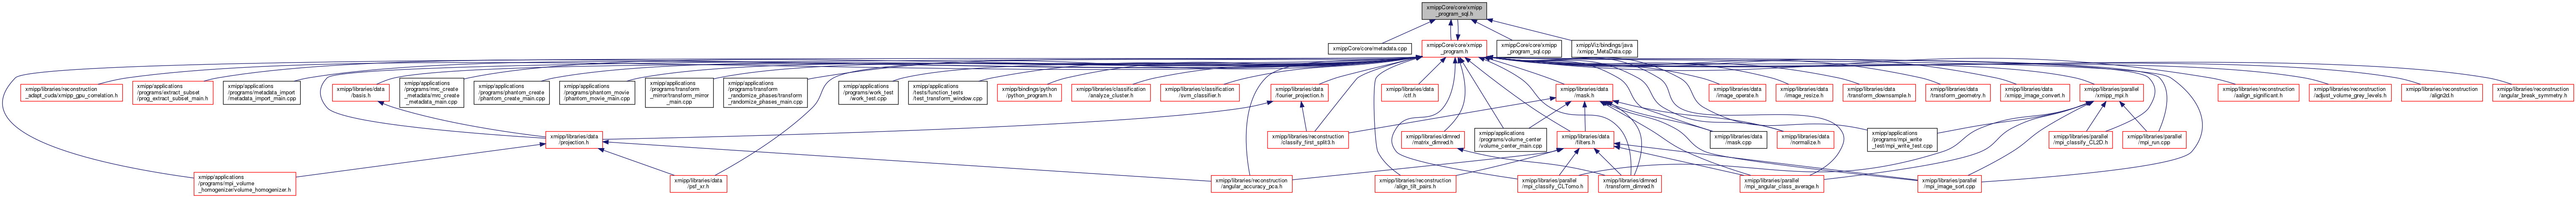 xmippCore/core/xmipp
_program_sql.h
xmippCore/core/metadata.cpp
xmippCore/core/xmipp
_program.h
xmippCore/core/xmipp
_program_sql.cpp
xmippViz/bindings/java
/xmipp_MetaData.cpp
xmipp/libraries/reconstruction
_adapt_cuda/xmipp_gpu_correlation.h
xmipp/applications
/programs/extract_subset
/prog_extract_subset_main.h
xmipp/applications
/programs/metadata_import
/metadata_import_main.cpp
xmipp/libraries/data
/basis.h
xmipp/applications
/programs/mrc_create
_metadata/mrc_create
_metadata_main.cpp
xmipp/applications
/programs/phantom_create
/phantom_create_main.cpp
xmipp/applications
/programs/phantom_movie
/phantom_movie_main.cpp
xmipp/applications
/programs/transform
_mirror/transform_mirror
_main.cpp
xmipp/applications
/programs/transform
_randomize_phases/transform
_randomize_phases_main.cpp
xmipp/applications
/programs/work_test
/work_test.cpp
xmipp/applications
/tests/function_tests
/test_transform_window.cpp
xmipp/bindings/python
/python_program.h
xmipp/libraries/classification
/analyze_cluster.h
xmipp/libraries/classification
/svm_classifier.h
xmipp/libraries/data
/fourier_projection.h
xmipp/libraries/data
/ctf.h
xmipp/libraries/data
/mask.h
xmipp/libraries/data
/image_operate.h
xmipp/libraries/data
/image_resize.h
xmipp/libraries/data
/transform_downsample.h
xmipp/libraries/data
/transform_geometry.h
xmipp/libraries/data
/xmipp_image_convert.h
xmipp/libraries/parallel
/xmipp_mpi.h
xmipp/libraries/reconstruction
/align_significant.h
xmipp/libraries/reconstruction
/adjust_volume_grey_levels.h
xmipp/libraries/reconstruction
/align2d.h
xmipp/libraries/reconstruction
/angular_break_symmetry.h
xmipp/libraries/data
/projection.h
xmipp/libraries/reconstruction
/classify_first_split3.h
xmipp/libraries/dimred
/matrix_dimred.h
xmipp/applications
/programs/volume_center
/volume_center_main.cpp
xmipp/libraries/data
/filters.h
xmipp/libraries/data
/mask.cpp
xmipp/libraries/data
/normalize.h
xmipp/applications
/programs/mpi_write
_test/mpi_write_test.cpp
xmipp/libraries/parallel
/mpi_classify_CL2D.h
xmipp/libraries/parallel
/mpi_run.cpp
xmipp/applications
/programs/mpi_volume
_homogenizer/volume_homogenizer.h
xmipp/libraries/data
/psf_xr.h
xmipp/libraries/reconstruction
/angular_accuracy_pca.h
xmipp/libraries/reconstruction
/align_tilt_pairs.h
xmipp/libraries/parallel
/mpi_classify_CLTomo.h
xmipp/libraries/dimred
/transform_dimred.h
xmipp/libraries/parallel
/mpi_angular_class_average.h
xmipp/libraries/parallel
/mpi_image_sort.cpp